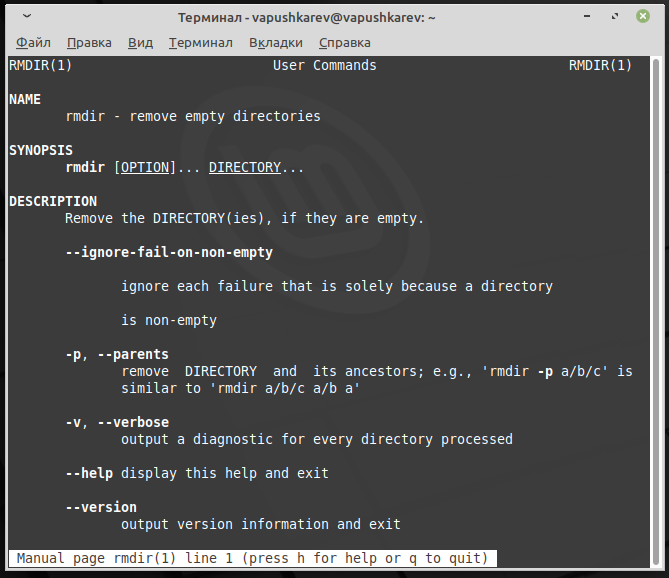 Терминал - vapushkarev@vapushkarev: ~
Файл Правка Вид Терминал Вкладки Справка
RMDIR(1) User Commands RMDIR(1)
NAME
rmdir - remove empty directories
SYNOPSIS
rmdir [OPTION]... DIRECTORY...
DESCRIPTION
Remove the DIRECTORY(ies), if they are empty.
--ignore-fail-on-non-empty
ignore each failure that is solely because a directory
is non-empty
-p, --parents
remove DIRECTORY and its ancestors; e.g., 'rmdir -p a/b/c' is
similar to 'rmdir a/b/c a/b a'
-v, --verbose
output a diagnostic for every directory processed
--help display this help and exit
--version
output version information and exit
Manual page rmdir(1) line 1 (press h for help or q to quit)